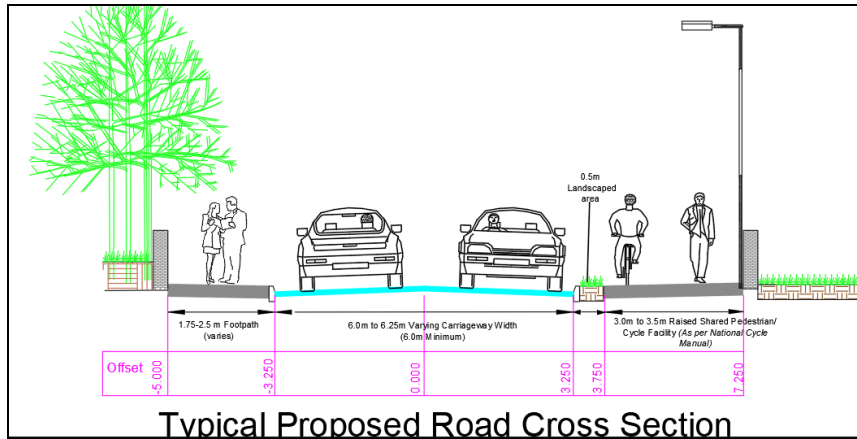 0.5m
Landscaped
area
1.75-2.5 m Footpath
(varies)
6.0m to 6.25m Varying Carriageway Width
(6.0m Minimum)
3.0m to 3.5m Raised Shared Pedestrian/
Cycle Facility (As per National Cycle
Manual)
Offset
-5.000
-3.250
0.000
3.250
3.750
7.250
Typical Proposed Road Cross Section